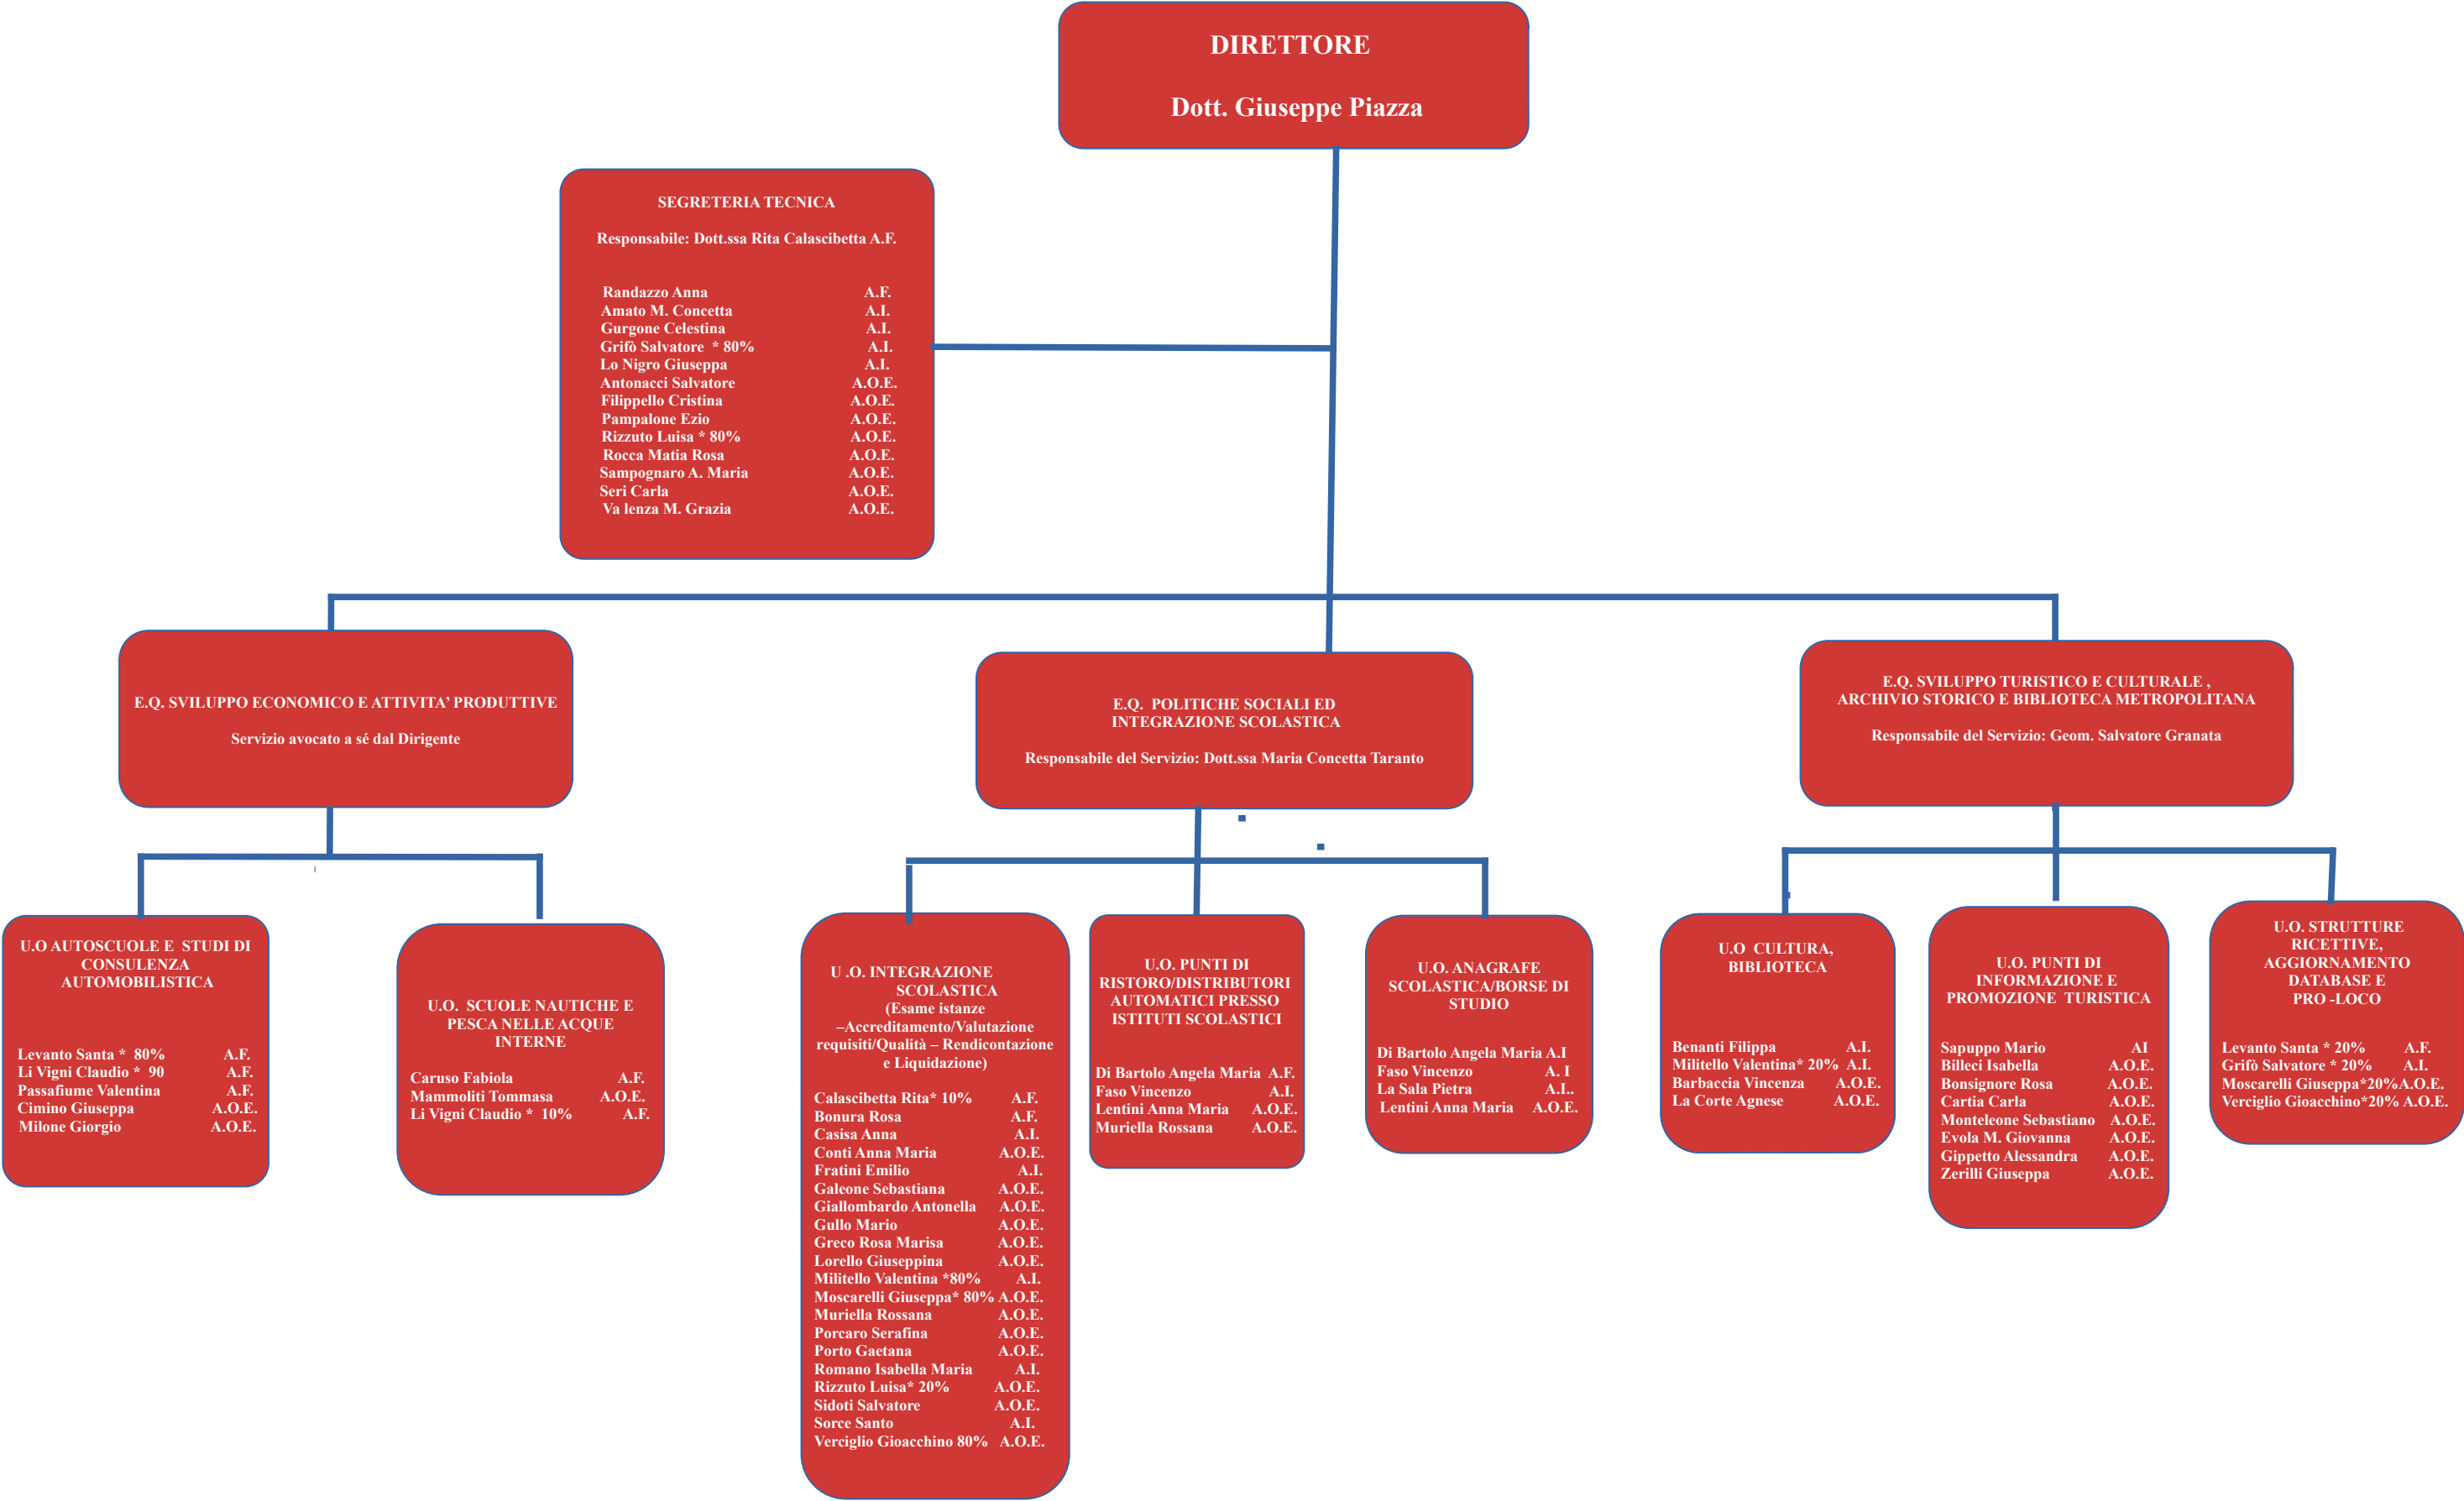 DIRETTORE
Dott. Giuseppe Piazza
SEGRETERIA TECNICA
Responsabile: Dott.ssa Rita Calascibetta A.F.
Randazzo Anna A.F.
Amato M. Concetta A.I.
Gurgone Celestina A.I.
Grifò Salvatore * 80% A.I.
Lo Nigro Giuseppa A.I.
Antonacci Salvatore A.O.E.
Filippello Cristina A.O.E.
Pampalone Ezio A.O.E.
Rizzuto Luisa * 80% A.O.E.
Rocca Matia Rosa A.O.E.
Sampognaro A. Maria A.O.E.
Seri Carla A.O.E.
Va lenza M. Grazia A.O.E.
E.Q. SVILUPPO ECONOMICO E ATTIVITA’ PRODUTTIVE
Servizio avocato a sé dal Dirigente
E.Q. POLITICHE SOCIALI ED
INTEGRAZIONE SCOLASTICA
Responsabile del Servizio: Dott.ssa Maria Concetta Taranto
E.Q. SVILUPPO TURISTICO E CULTURALE ,
ARCHIVIO STORICO E BIBLIOTECA METROPOLITANA
Responsabile del Servizio: Geom. Salvatore Granata
U.O AUTOSCUOLE E STUDI DI
CONSULENZA
AUTOMOBILISTICA
Levanto Santa * 80% A.F.
Li Vigni Claudio * 90 A.F.
Passafiume Valentina A.F.
Cimino Giuseppa A.O.E.
Milone Giorgio A.O.E.
U.O. SCUOLE NAUTICHE E
PESCA NELLE ACQUE
INTERNE
Caruso Fabiola A.F.
Mammoliti Tommasa A.O.E.
Li Vigni Claudio * 10% A.F.
U .O. INTEGRAZIONE
SCOLASTICA
(Esame istanze
–Accreditamento/Valutazione
requisiti/Qualità – Rendicontazione
e Liquidazione)
Calascibetta Rita* 10% A.F.
Bonura Rosa A.F.
Casisa Anna A.I.
Conti Anna Maria A.O.E.
Fratini Emilio A.I.
Galeone Sebastiana A.O.E.
Giallombardo Antonella A.O.E.
Gullo Mario A.O.E.
Greco Rosa Marisa A.O.E.
Lorello Giuseppina A.O.E.
Militello Valentina *80% A.I.
Moscarelli Giuseppa* 80% A.O.E.
Muriella Rossana A.O.E.
Porcaro Serafina A.O.E.
Porto Gaetana A.O.E.
Romano Isabella Maria A.I.
Rizzuto Luisa* 20% A.O.E.
Sidoti Salvatore A.O.E.
Sorce Santo A.I.
Verciglio Gioacchino 80% A.O.E.
U.O. PUNTI DI
RISTORO/DISTRIBUTORI
AUTOMATICI PRESSO
ISTITUTI SCOLASTICI
Di Bartolo Angela Maria A.F.
Faso Vincenzo A.I.
Lentini Anna Maria A.O.E.
Muriella Rossana A.O.E.
U.O. ANAGRAFE
SCOLASTICA/BORSE DI
STUDIO
Di Bartolo Angela Maria A.I
Faso Vincenzo A. I
La Sala Pietra A.I..
Lentini Anna Maria A.O.E.
U.O CULTURA,
BIBLIOTECA
Benanti Filippa A.I.
Militello Valentina* 20% A.I.
Barbaccia Vincenza A.O.E.
La Corte Agnese A.O.E.
U.O. PUNTI DI
INFORMAZIONE E
PROMOZIONE TURISTICA
Sapuppo Mario AI
Billeci Isabella A.O.E.
Bonsignore Rosa A.O.E.
Cartia Carla A.O.E.
Monteleone Sebastiano A.O.E.
Evola M. Giovanna A.O.E.
Gippetto Alessandra A.O.E.
Zerilli Giuseppa A.O.E.
U.O. STRUTTURE
RICETTIVE,
AGGIORNAMENTO
DATABASE E
PRO -LOCO
Levanto Santa * 20% A.F.
Grifò Salvatore * 20% A.I.
Moscarelli Giuseppa*20%A.O.E.
Verciglio Gioacchino*20% A.O.E.